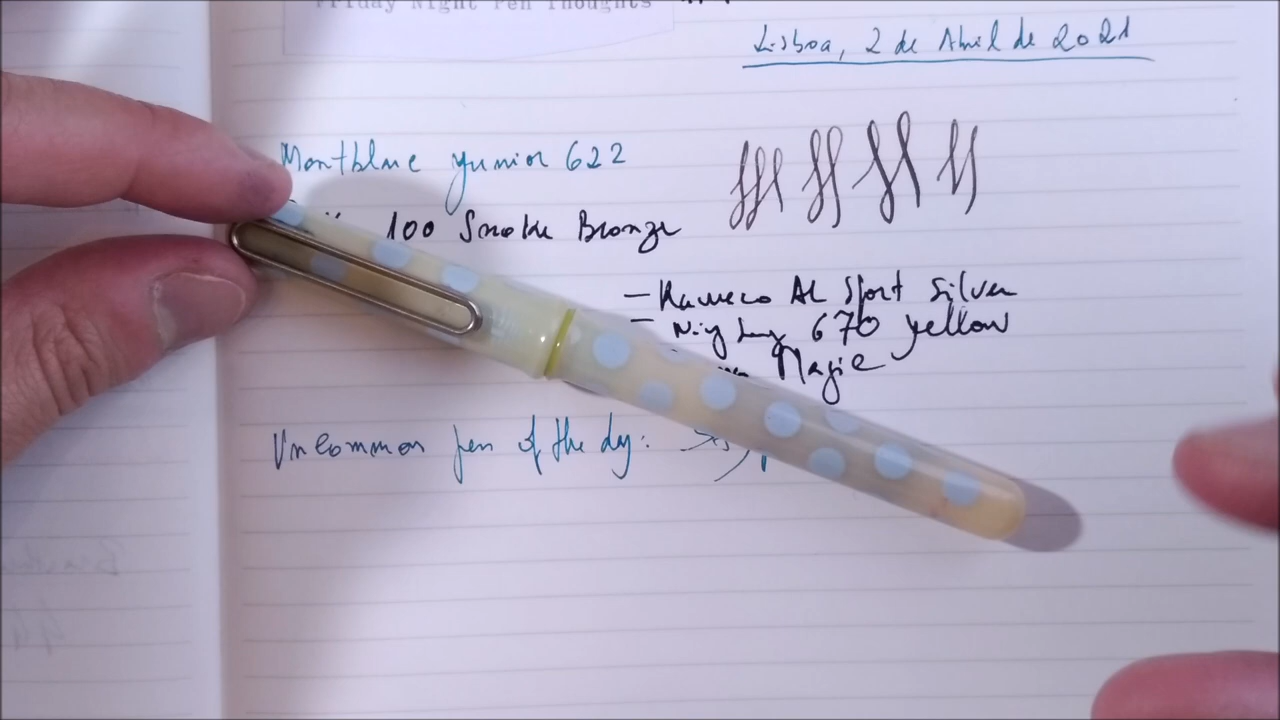 Friday Night Pen Thoughts
Lisboa, 2 de Abril de 2021
Montblanc Junior 622
100 Smoke Bronze
— Kaweco AL Sport Silver
— 670 yellow
Magic
Uncommon pen of the day: